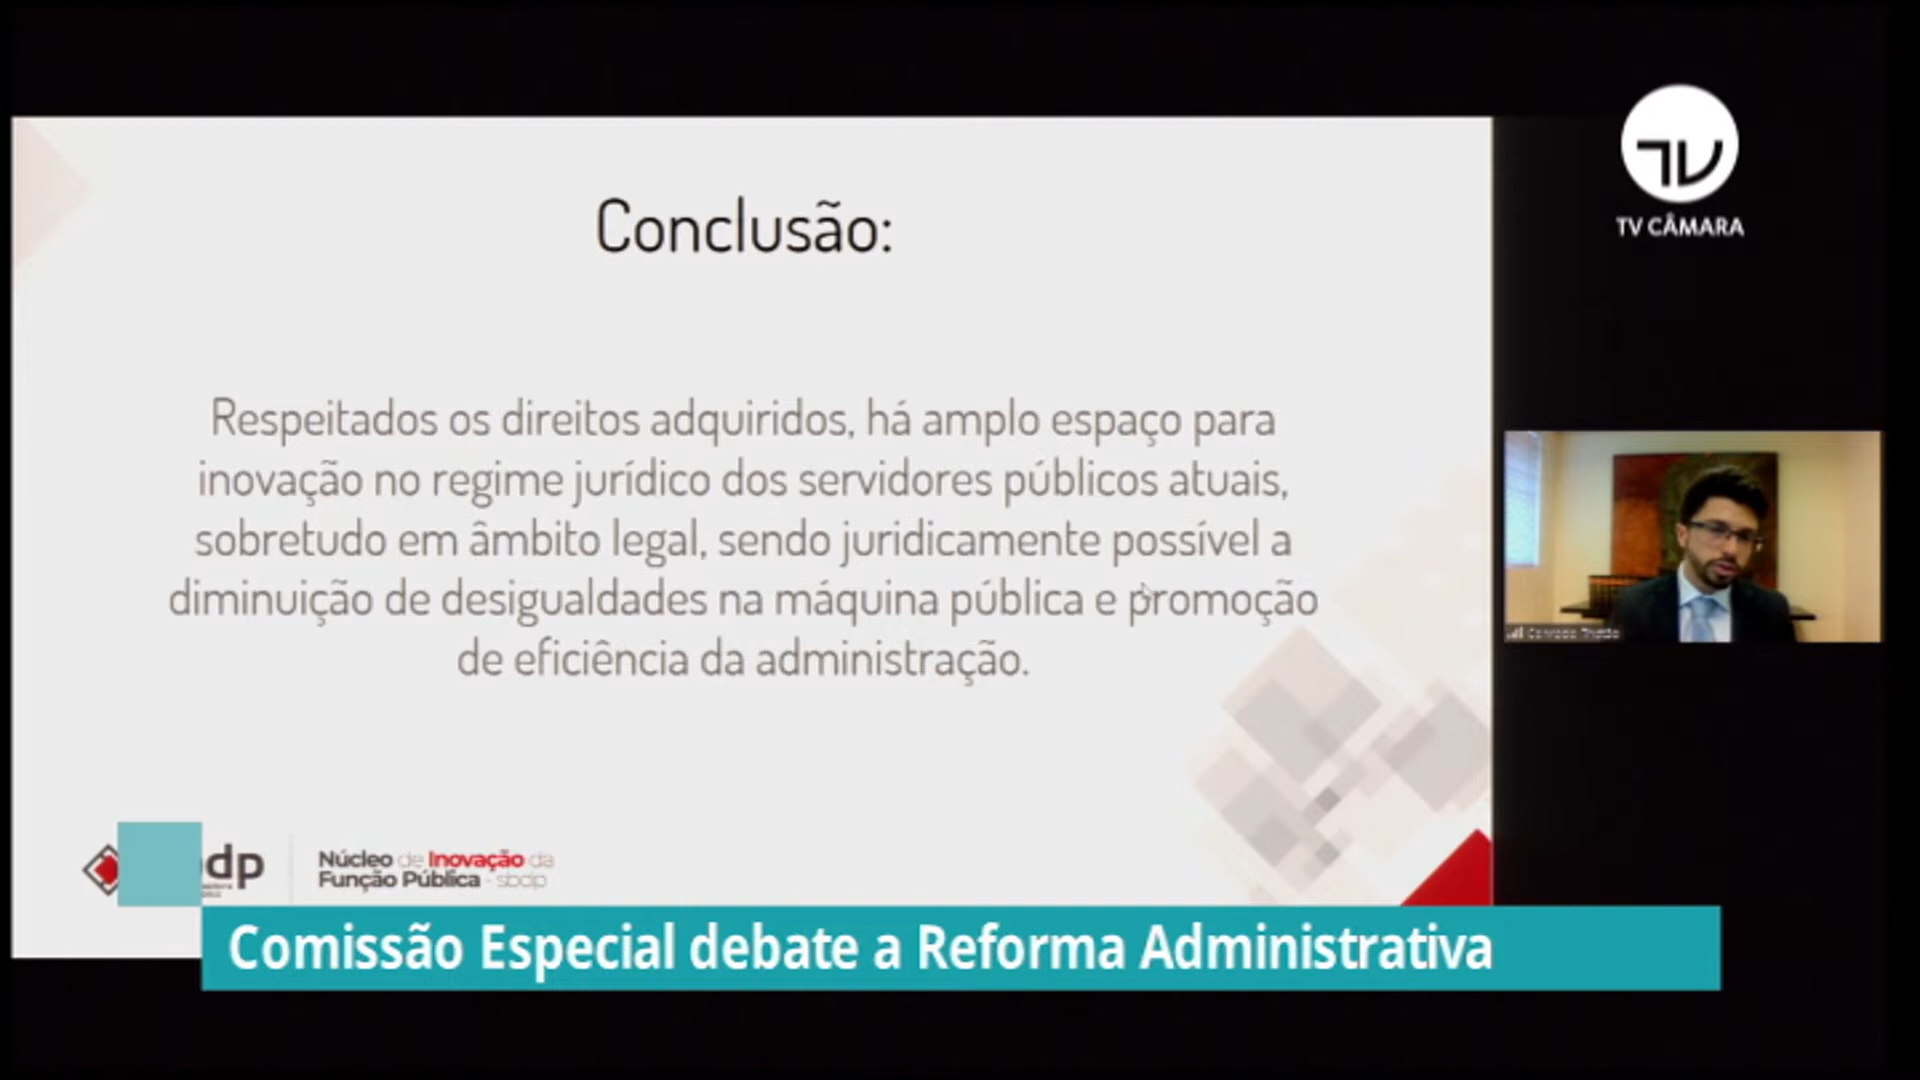 TV
TV CÂMARA
Conclusão:
Respeitados os direitos adquiridos, há amplo espaço para
inovação no regime jurídico dos servidores públicos atuais,
sobretudo em âmbito legal, sendo juridicamente possível a
diminuição de desigualdades na máquina pública e promoção
de eficiência da administração.
dp
Núcleo de Inovação da
Função Pública - sbdp
Comissão Especial debate a Reforma Administrativa